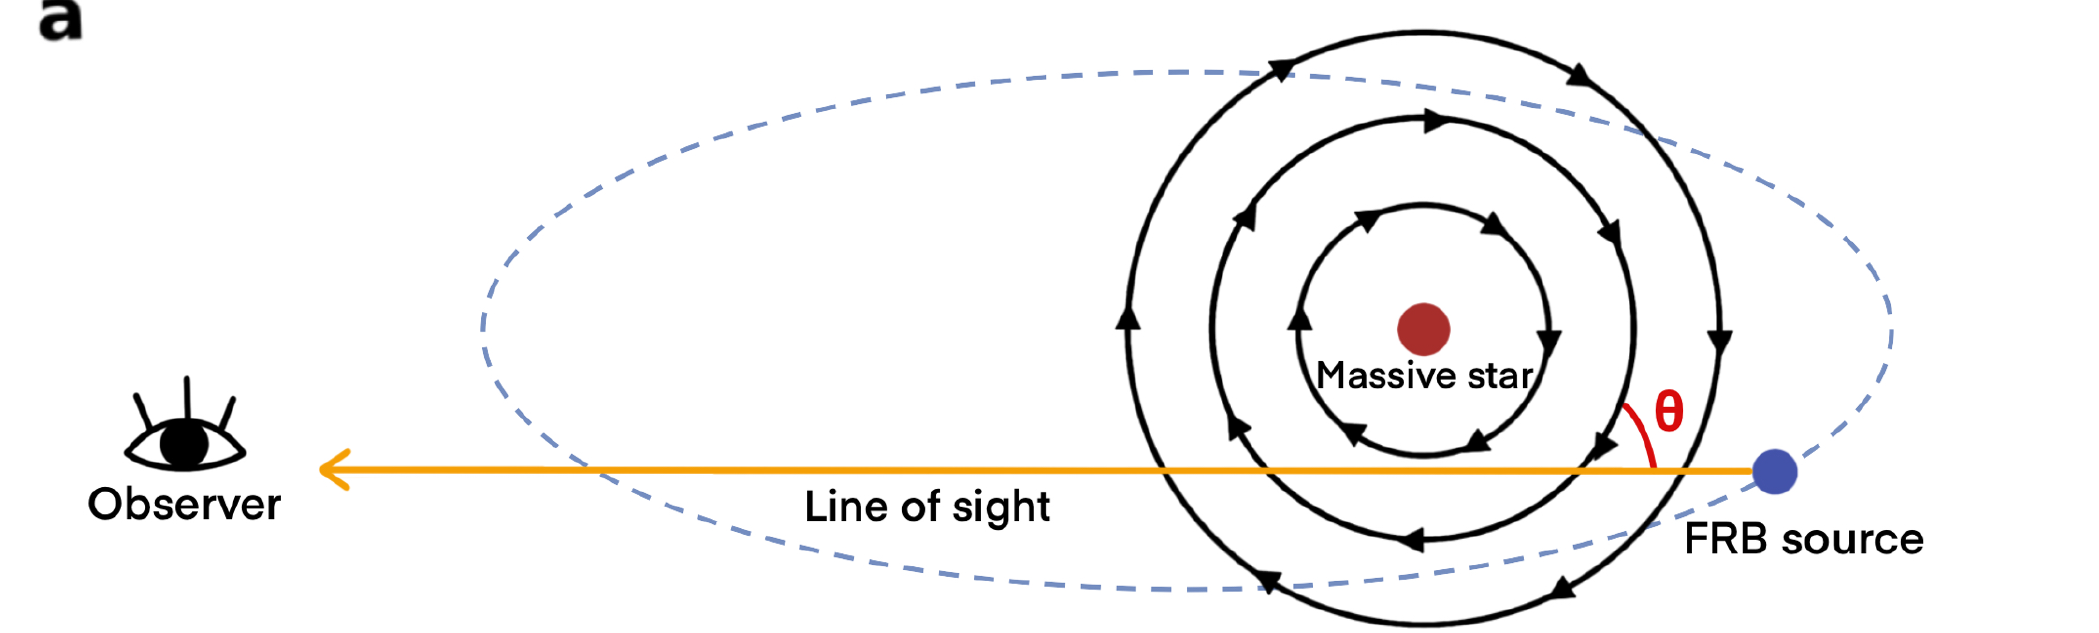 a
Massive star
θ
Observer
Line of sight
FRB source